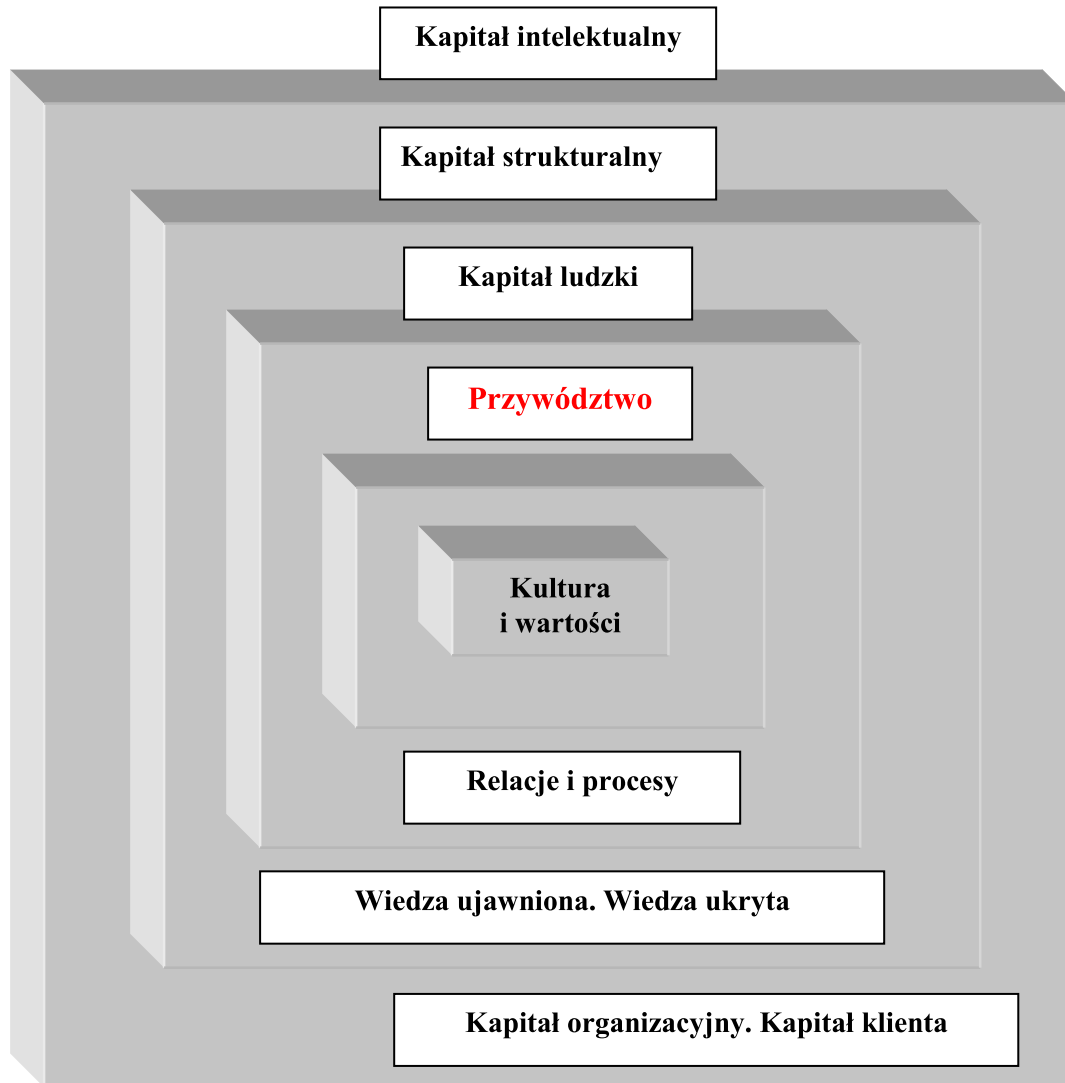 Kapitał intelektualny
Kapitał strukturalny
Kapitał ludzki
Przywództwo
Kultura
i wartości
Relacje i procesy
Wiedza ujawniona. Wiedza ukryta
Kapitał organizacyjny. Kapitał klienta